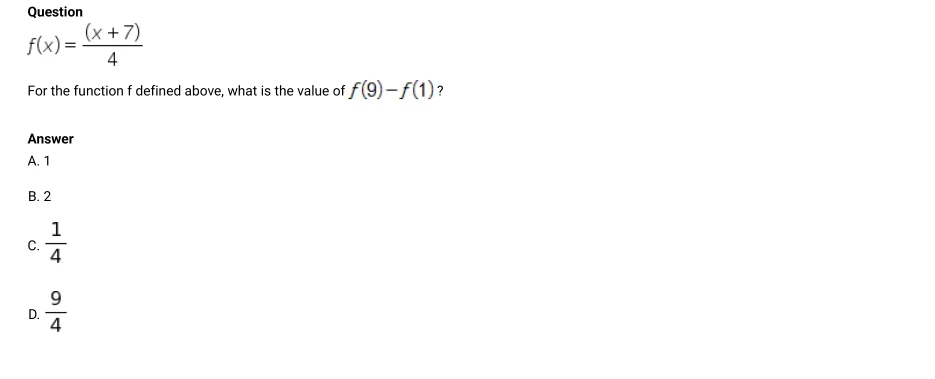 Question
f(x) = (x + 7)/4
For the function f defined above, what is the value of f(9) – f(1) ?
Answer
A. 1
B. 2
C. 1/4
D. 9/4